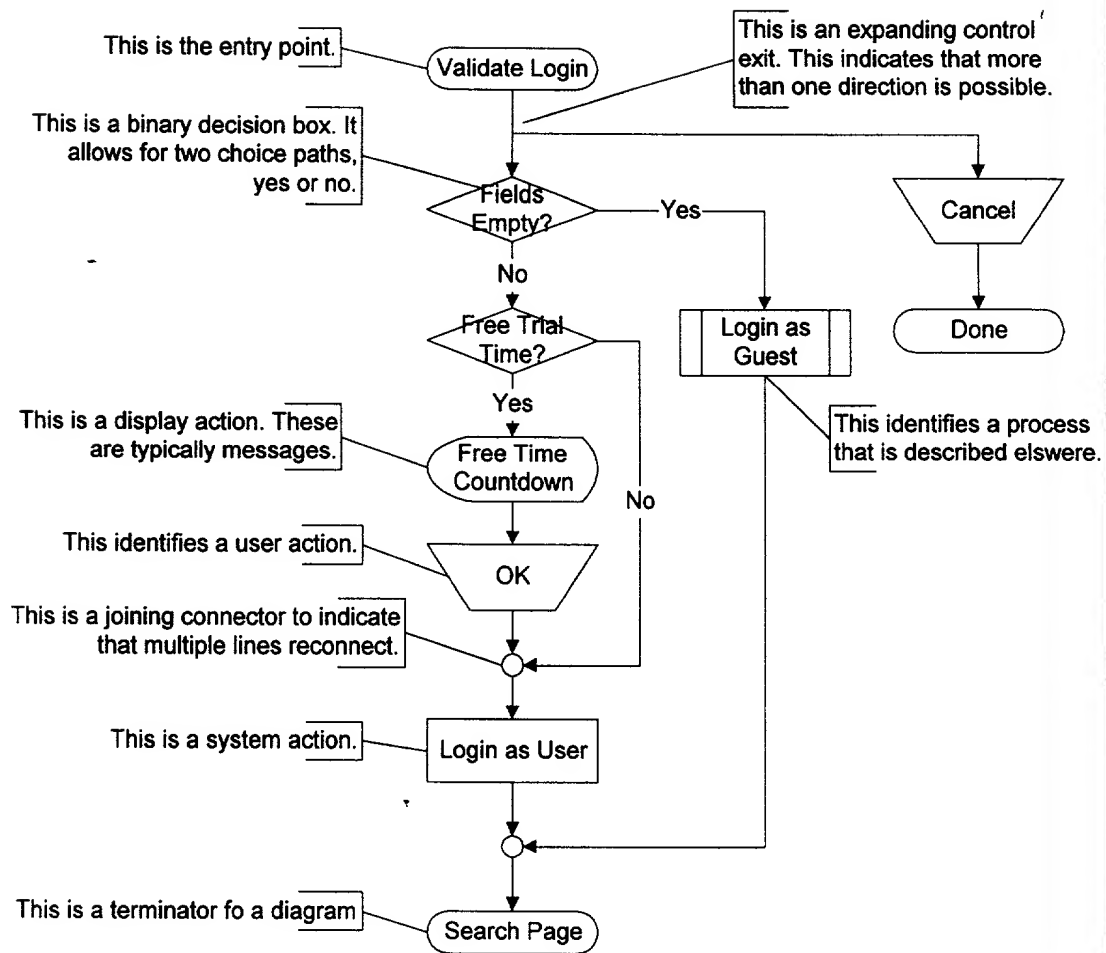 This is the entry point.
Validate Login
This is an expanding control
exit. This indicates that more
than one direction is possible.
This is a binary decision box. It
allows for two choice paths,
yes or no.
Fields
Empty?
Yes
Cancel
No
Free Trial
Time?
Login as
Guest
Done
Yes
This is a display action. These
are typically messages.
Free Time
Countdown
This identifies a process
that is described elswere.
No
This identifies a user action.
OK
This is a joining connector to indicate
that multiple lines reconnect.
This is a system action.
Login as User
This is a terminator fo a diagram
Search Page